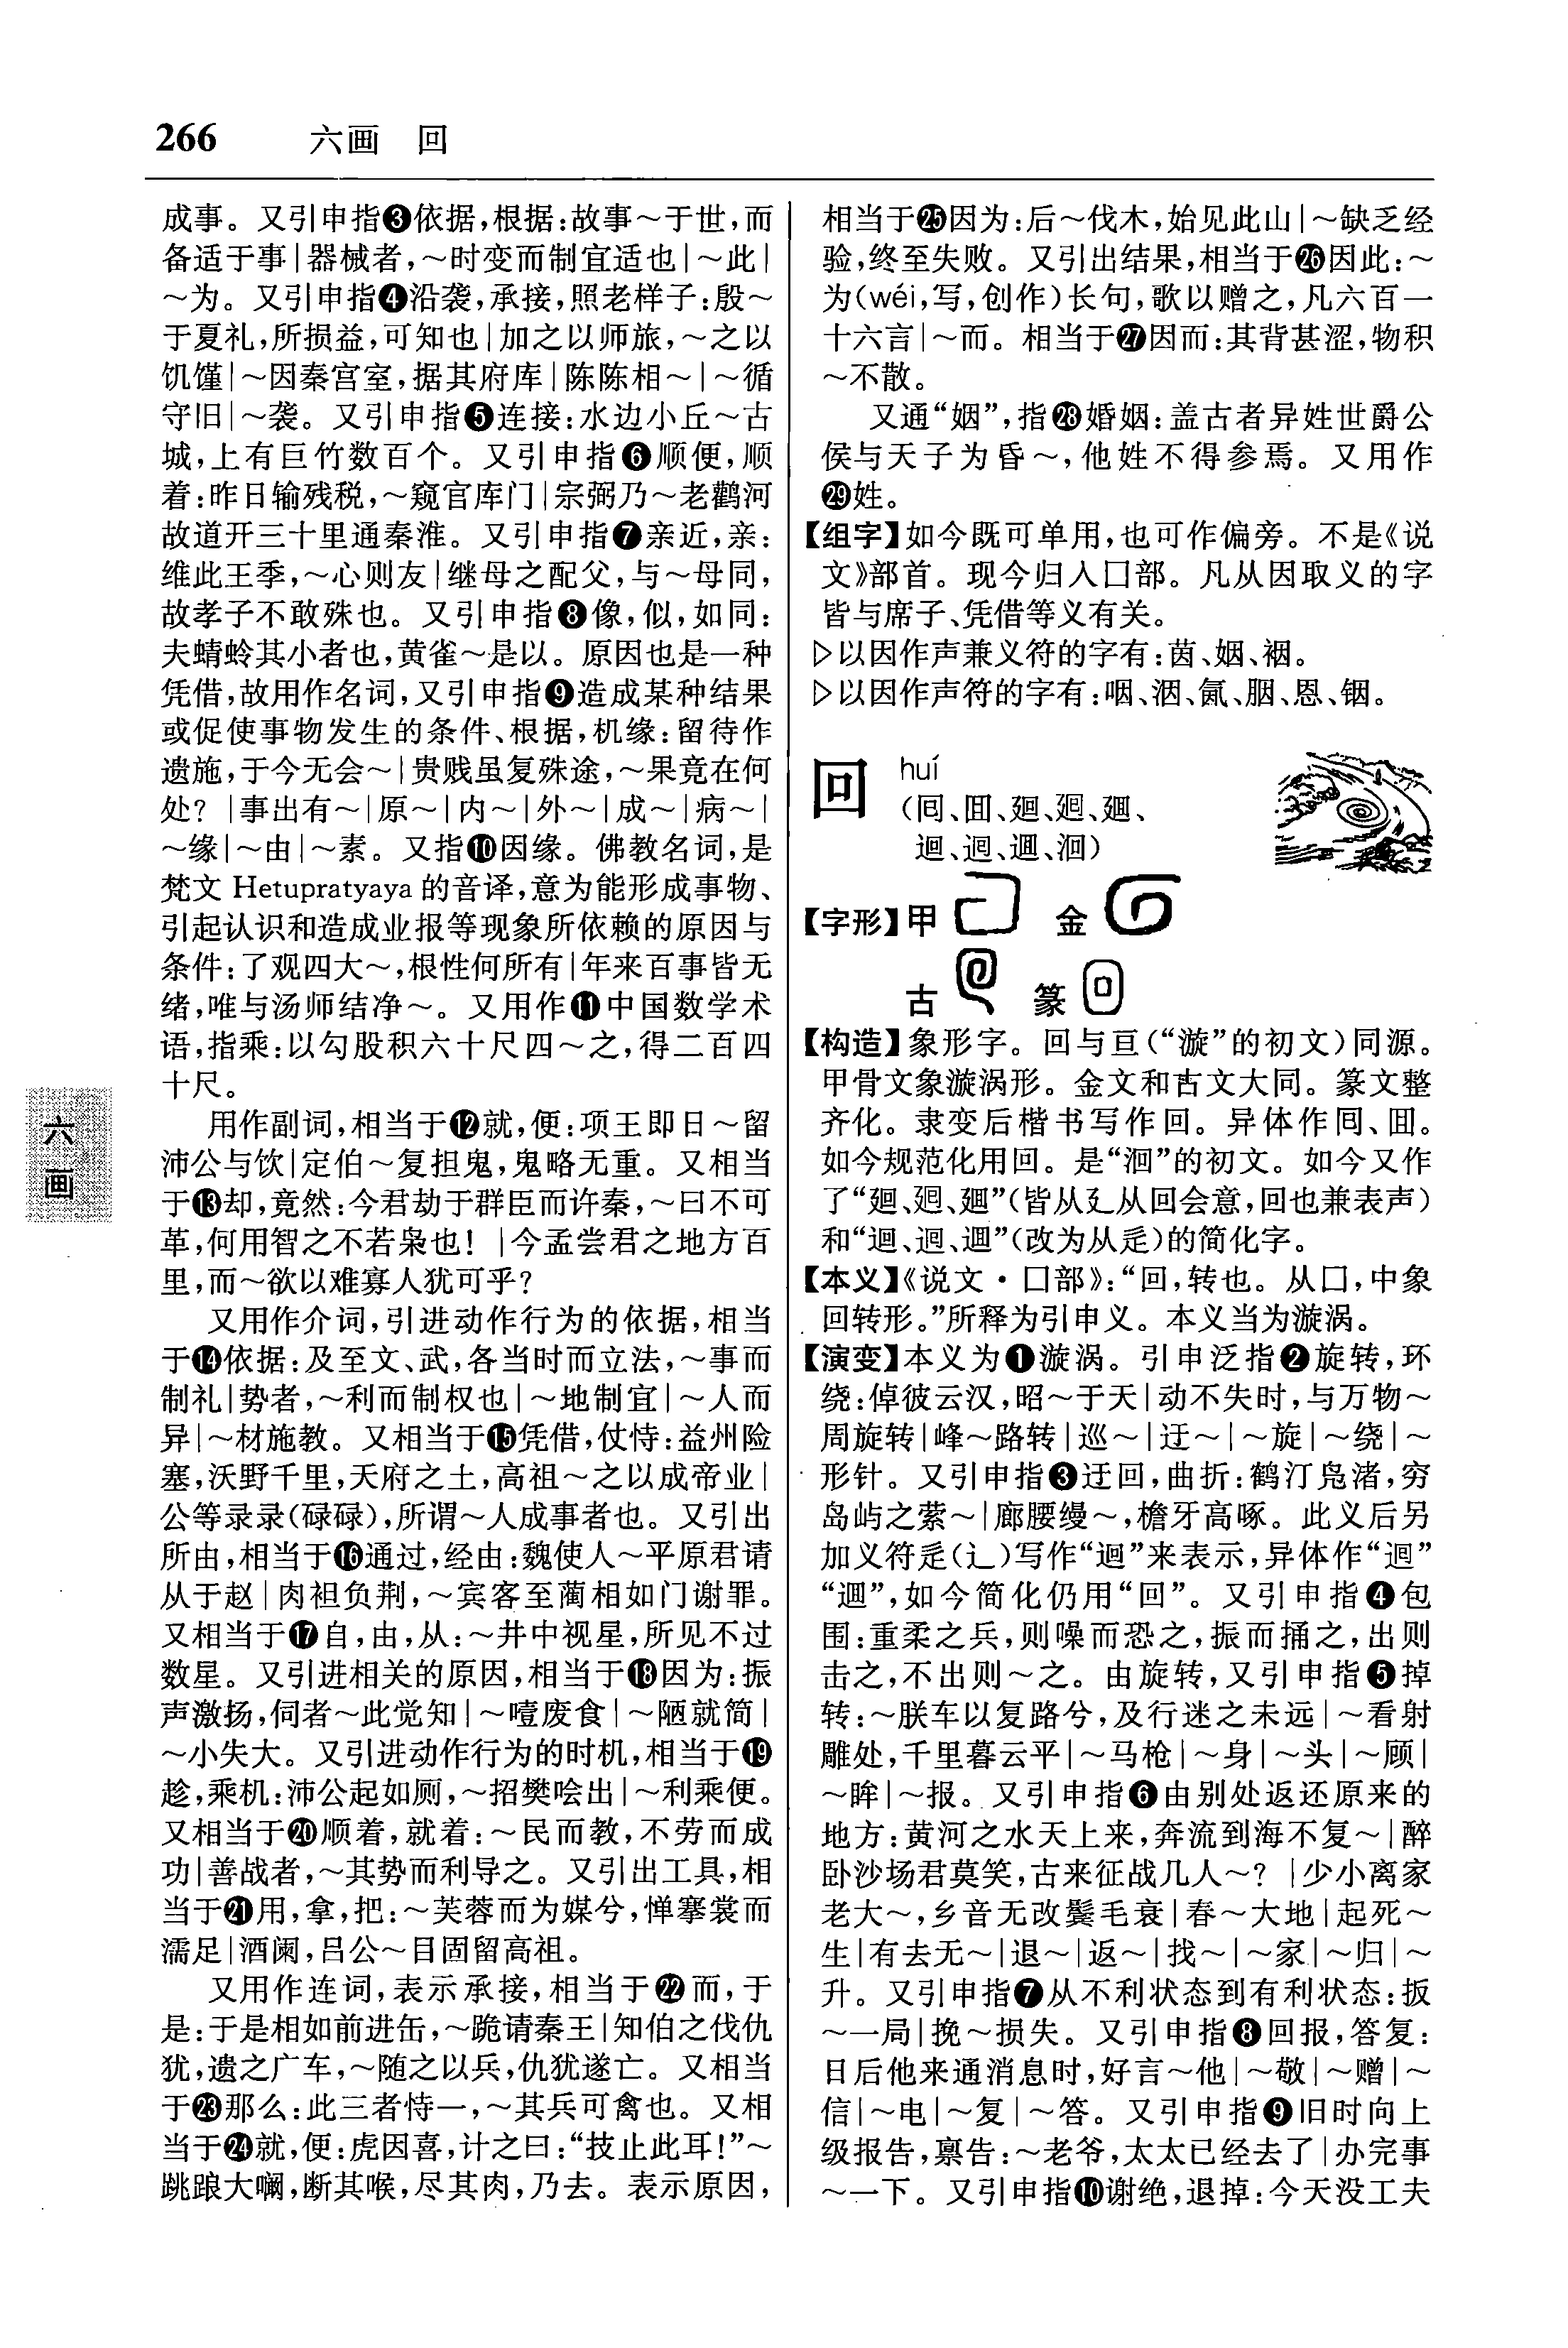 266 六画 回
成事。又引申指❸依据,根据:故事～于世,而
备适于事|器械者,～时变而制宜适也|～此|
～为。又引申指❹沿袭,承接,照老样子:殷～
于夏礼,所损益,可知也|加之以师旅,～之以
饥馑|～因秦宫室,据其府库|陈陈相～|～循
守旧|～袭。又引申指❺连接:水边小丘～古
城,上有巨竹数百个。又引申指❻顺便,顺
着:昨日输残税,～窥官库门|宗弼乃～老鹳河
故道开三十里通秦淮。又引申指❼亲近,亲:
维此王季,～心则友|继母之配父,与～母同,
故孝子不敢殊也。又引申指❽像,似,如同:
夫蜻蛉其小者也,黄雀～是以。原因也是一种
凭借,故用作名词,又引申指❾造成某种结果
或促使事物发生的条件、根据,机缘:留待作
遗施,于今无会～|贵贱虽复殊途,～果竟在何
处? |事出有～|原～|内～|外～|成～|病～|
～缘|～由|～素。又指❿因缘。佛教名词,是
梵文 Hetupratyaya 的音译,意为能形成事物、
引起认识和造成业报等现象所依赖的原因与
条件:了观四大～,根性何所有|年来百事皆无
绪,唯与汤师结净～。又用作⓫中国数学术
语,指乘:以勾股积六十尺四～之,得二百四
十尺。
用作副词,相当于⓬就,便:项王即日～留
沛公与饮|定伯～复担鬼,鬼略无重。又相当
于⓭却,竟然:今君劫于群臣而许秦,～曰不可
革,何用智之不若枭也! |今孟尝君之地方百
里,而～欲以难寡人犹可乎?
又用作介词,引进动作行为的依据,相当
于⓮依据:及至文、武,各当时而立法,～事而
制礼|势者,～利而制权也|～地制宜|～人而
异|～材施教。又相当于⓯凭借,仗恃:益州险
塞,沃野千里,天府之土,高祖～之以成帝业|
公等录录(碌碌),所谓～人成事者也。又引出
所由,相当于⓰通过,经由:魏使人～平原君请
从于赵|肉袒负荆,～宾客至蔺相如门谢罪。
又相当于⓱自,由,从:～井中视星,所见不过
数星。又引进相关的原因,相当于⓲因为:振
声激扬,伺者～此觉知|～噎废食|～陋就简|
～小失大。又引进动作行为的时机,相当于⓳
趁,乘机:沛公起如厕,～招樊哙出|～利乘便。
又相当于⓴顺着,就着:～民而教,不劳而成
功|善战者,～其势而利导之。又引出工具,相
当于㉑用,拿,把:～芙蓉而为媒兮,惮褰裳而
濡足|酒阑,吕公～目固留高祖。
又用作连词,表示承接,相当于㉒而,于
是:于是相如前进缶,～跪请秦王|知伯之伐仇
犹,遗之广车,～随之以兵,仇犹遂亡。又相当
于㉓那么:此三者恃一,～其兵可禽也。又相
当于㉔就,便:虎因喜,计之曰:“技止此耳!”～
跳踉大㘎,断其喉,尽其肉,乃去。表示原因,
相当于㉕因为:后～伐木,始见此山|～缺乏经
验,终至失败。又引出结果,相当于㉖因此:～
为(wéi,写,创作)长句,歌以赠之,凡六百一
十六言|～而。相当于㉗因而:其背甚涩,物积
～不散。
又通“姻”,指㉘婚姻:盖古者异姓世爵公
侯与天子为昏～,他姓不得参焉。又用作
㉙姓。
【组字】如今既可单用,也可作偏旁。不是《说
文》部首。现今归入囗部。凡从因取义的字
皆与席子、凭借等义有关。
▷以因作声兼义符的字有:茵、姻、裀。
▷以因作声符的字有:咽、洇、氤、胭、恩、铟。
回 huí
(囘、囬、廻、廽、𢌞、
迴、逥、𨒬、洄)
【字形】甲 金
古 篆
【构造】象形字。回与亘(“漩”的初文)同源。
甲骨文象漩涡形。金文和古文大同。篆文整
齐化。隶变后楷书写作回。异体作囘、囬。
如今规范化用回。是“洄”的初文。如今又作
了“廻、廽、𢌞”(皆从廴从回会意,回也兼表声)
和“迴、逥、𨒬”(改为从辵)的简化字。
【本义】《说文·囗部》:“回,转也。从囗,中象
回转形。”所释为引申义。本义当为漩涡。
【演变】本义为❶漩涡。引申泛指❷旋转,环
绕:倬彼云汉,昭～于天|动不失时,与万物～
周旋转|峰～路转|巡～|迂～|～旋|～绕|～
形针。又引申指❸迂回,曲折:鹤汀凫渚,穷
岛屿之萦～|廊腰缦～,檐牙高啄。此义后另
加义符辵(辶)写作“迴”来表示,异体作“逥”
“𨒬”,如今简化仍用“回”。又引申指❹包
围:重柔之兵,则噪而恐之,振而捅之,出则
击之,不出则～之。由旋转,又引申指❺掉
转:～朕车以复路兮,及行迷之未远|～看射
雕处,千里暮云平|～马枪|～身|～头|～顾|
～眸|～报。又引申指❻由别处返还原来的
地方:黄河之水天上来,奔流到海不复～|醉
卧沙场君莫笑,古来征战几人～? |少小离家
老大～,乡音无改鬓毛衰|春～大地|起死～
生|有去无～|退～|返～|找～|～家|～归|～
升。又引申指❼从不利状态到有利状态:扳
～一局|挽～损失。又引申指❽回报,答复:
日后他来通消息时,好言～他|～敬|～赠|～
信|～电|～复|～答。又引申指❾旧时向上
级报告,禀告:～老爷,太太已经去了|办完事
～一下。又引申指❿谢绝,退掉:今天没工夫
六画